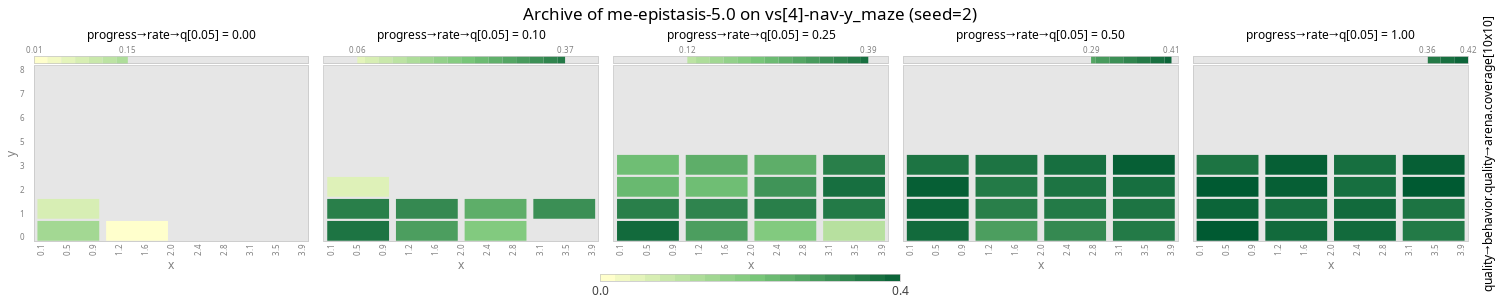 Archive of me-epistasis-5.0 on vs[4]-nav-y_maze (seed=2)
progress→rate→q[0.05] = 0.00
progress→rate→q[0.05] = 0.10
progress→rate→q[0.05] = 0.25
progress→rate→q[0.05] = 0.50
progress→rate→q[0.05] = 1.00
0.01 0.15
0.06 0.37
0.12 0.39
0.29 0.41
0.36 0.42
8
7
6
5
y
3
2
1
0
0.1 0.5 0.9 1.2 1.6 2.0 2.4 2.8 3.1 3.5 3.9
0.1 0.5 0.9 1.2 1.6 2.0 2.4 2.8 3.1 3.5 3.9
0.1 0.5 0.9 1.2 1.6 2.0 2.4 2.8 3.1 3.5 3.9
0.1 0.5 0.9 1.2 1.6 2.0 2.4 2.8 3.1 3.5 3.9
0.1 0.5 0.9 1.2 1.6 2.0 2.4 2.8 3.1 3.5 3.9
x
x
x
x
x
0.0 0.4
quality→behavior.quality→arena.coverage[10x10]